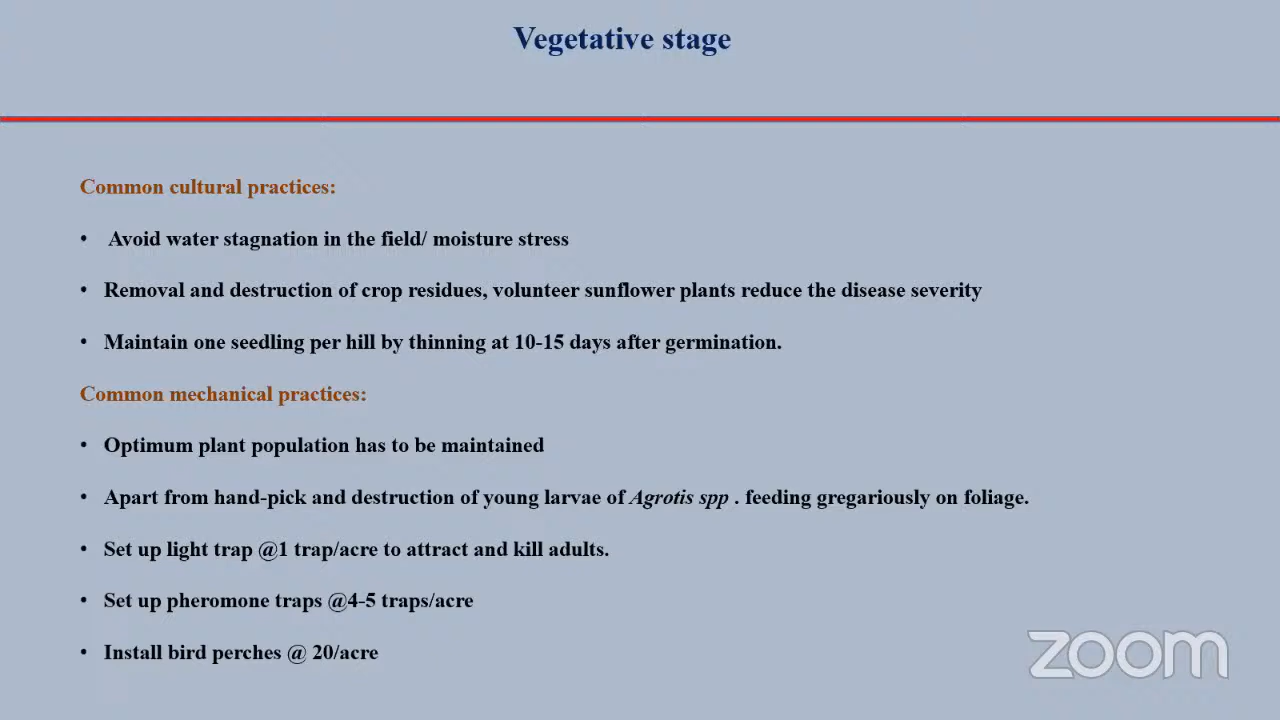 Vegetative stage
Common cultural practices:
• Avoid water stagnation in the field/ moisture stress
• Removal and destruction of crop residues, volunteer sunflower plants reduce the disease severity
• Maintain one seedling per hill by thinning at 10-15 days after germination.
Common mechanical practices:
• Optimum plant population has to be maintained
• Apart from hand-pick and destruction of young larvae of Agrotis spp . feeding gregariously on foliage.
• Set up light trap @1 trap/acre to attract and kill adults.
• Set up pheromone traps @4-5 traps/acre
• Install bird perches @ 20/acre
zoom